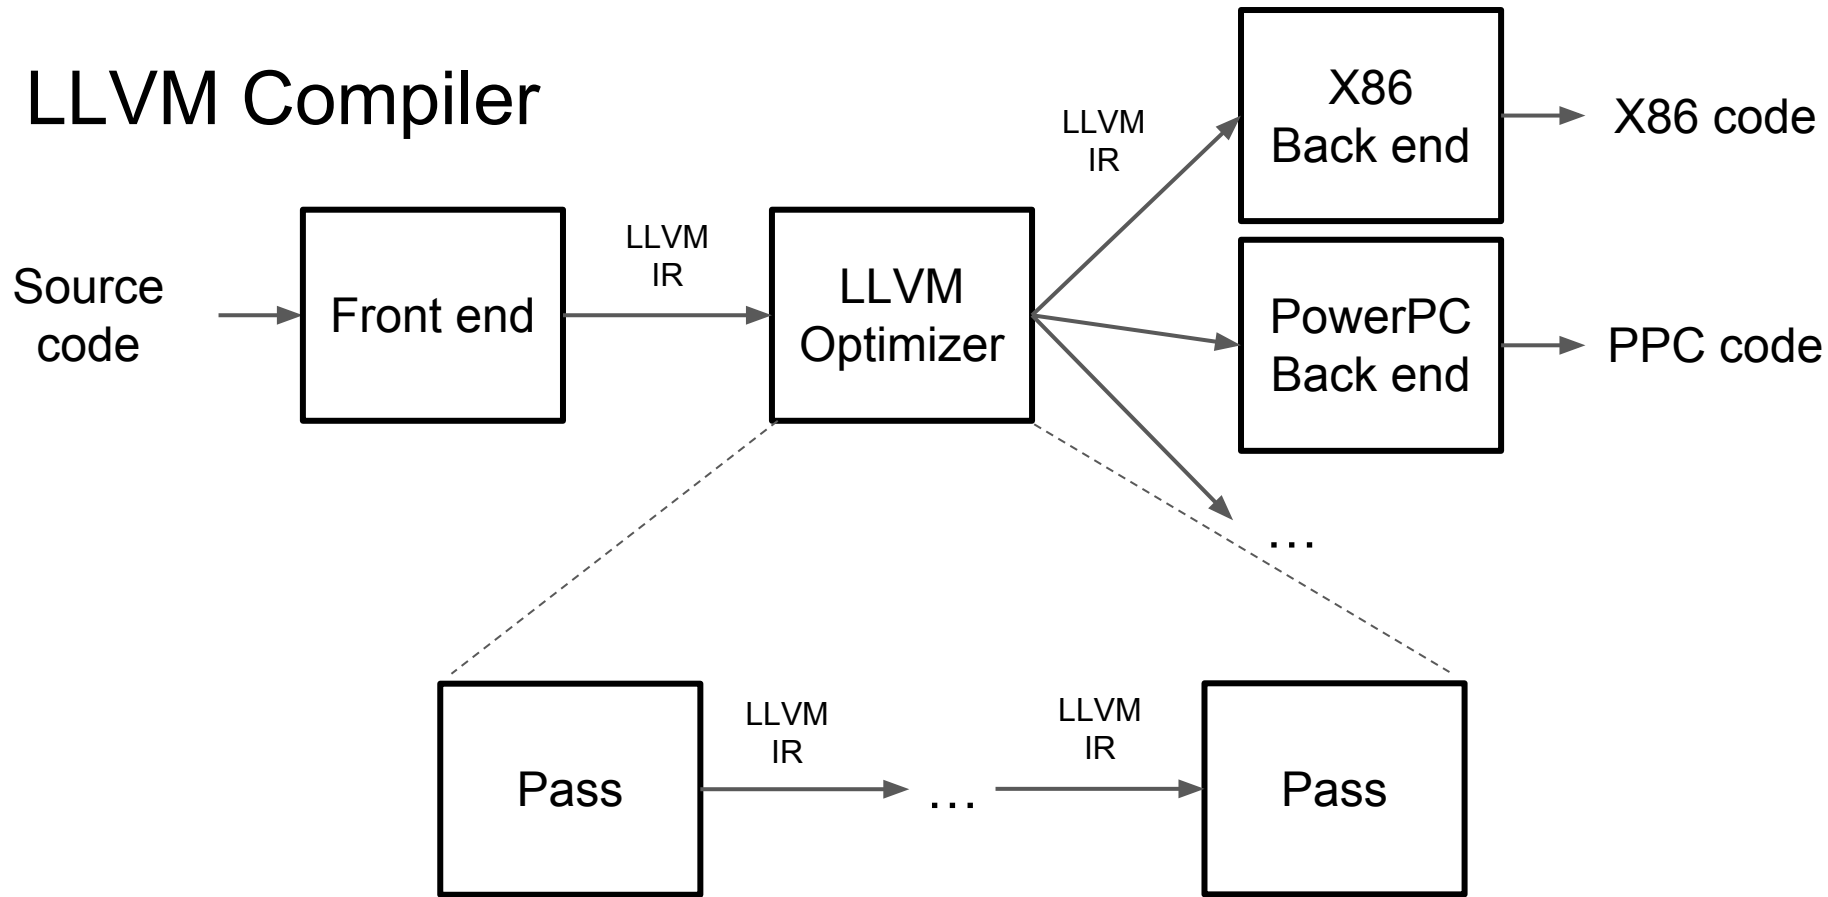 LLVM Compiler
Source
code
Front end
LLVM
IR
LLVM
Optimizer
LLVM
IR
X86
Back end
X86 code
PowerPC
Back end
PPC code
...
Pass
LLVM
IR
...
LLVM
IR
Pass